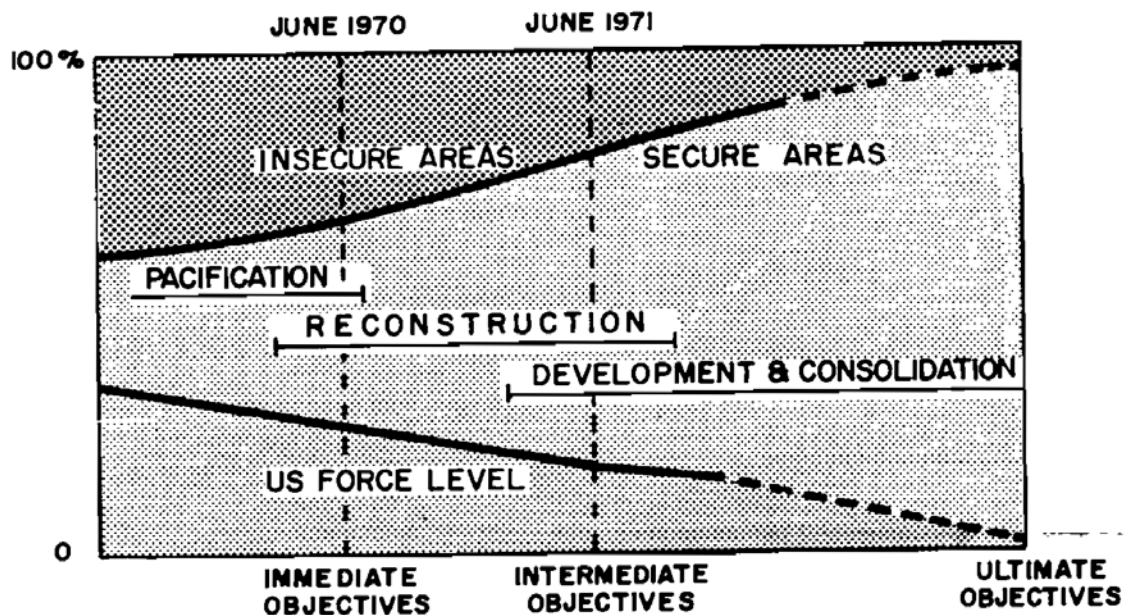 JUNE 1970 JUNE 1971
100%
INSECURE AREAS SECURE AREAS
PACIFICATION
RECONSTRUCTION
DEVELOPMENT & CONSOLIDATION
US FORCE LEVEL
0
IMMEDIATE OBJECTIVES
INTERMEDIATE OBJECTIVES
ULTIMATE OBJECTIVES